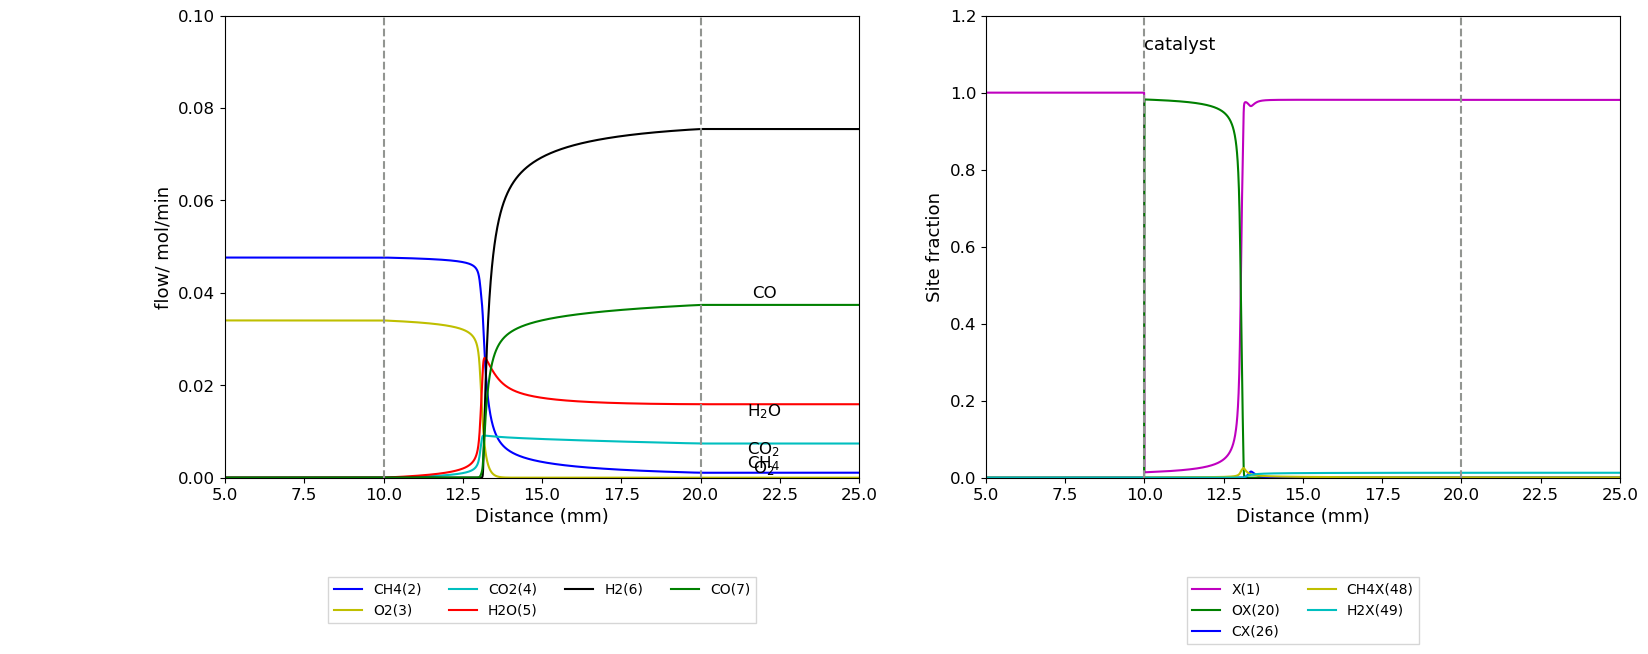 0.10
0.08
0.06
0.04
0.02
0.00
flow/ mol/min
CO
H₂O
CO₂
CH₄
O₂
5.0 7.5 10.0 12.5 15.0 17.5 20.0 22.5 25.0
Distance (mm)
CH4(2) CO2(4) H2(6) CO(7)
O2(3) H2O(5)
1.2
1.0
0.8
0.6
0.4
0.2
0.0
Site fraction
catalyst
5.0 7.5 10.0 12.5 15.0 17.5 20.0 22.5 25.0
Distance (mm)
X(1) CH4X(48)
OX(20) H2X(49)
CX(26)